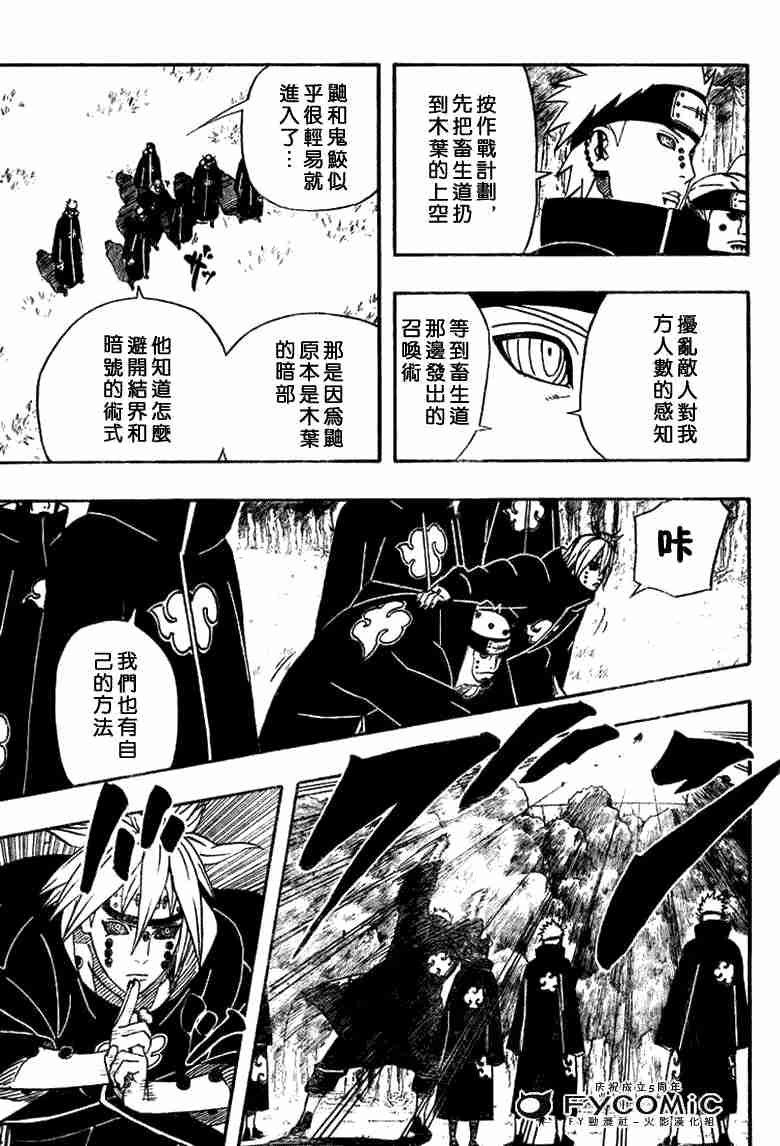 按作戰計劃，
先把畜生道扔
到木葉的上空
鼬和鬼鮫似
乎很輕易就
進入了…
擾亂敵人對我
方人數的感知
等到畜生道
那邊發出的
召喚術
那是因為鼬
原本是木葉
的暗部
他知道怎麼
避開結界和
暗號的術式
ザッ
咔
我們也有自
己的方法
庆祝成立5周年
FYCOMIC
FY動漫社-火影漢化組